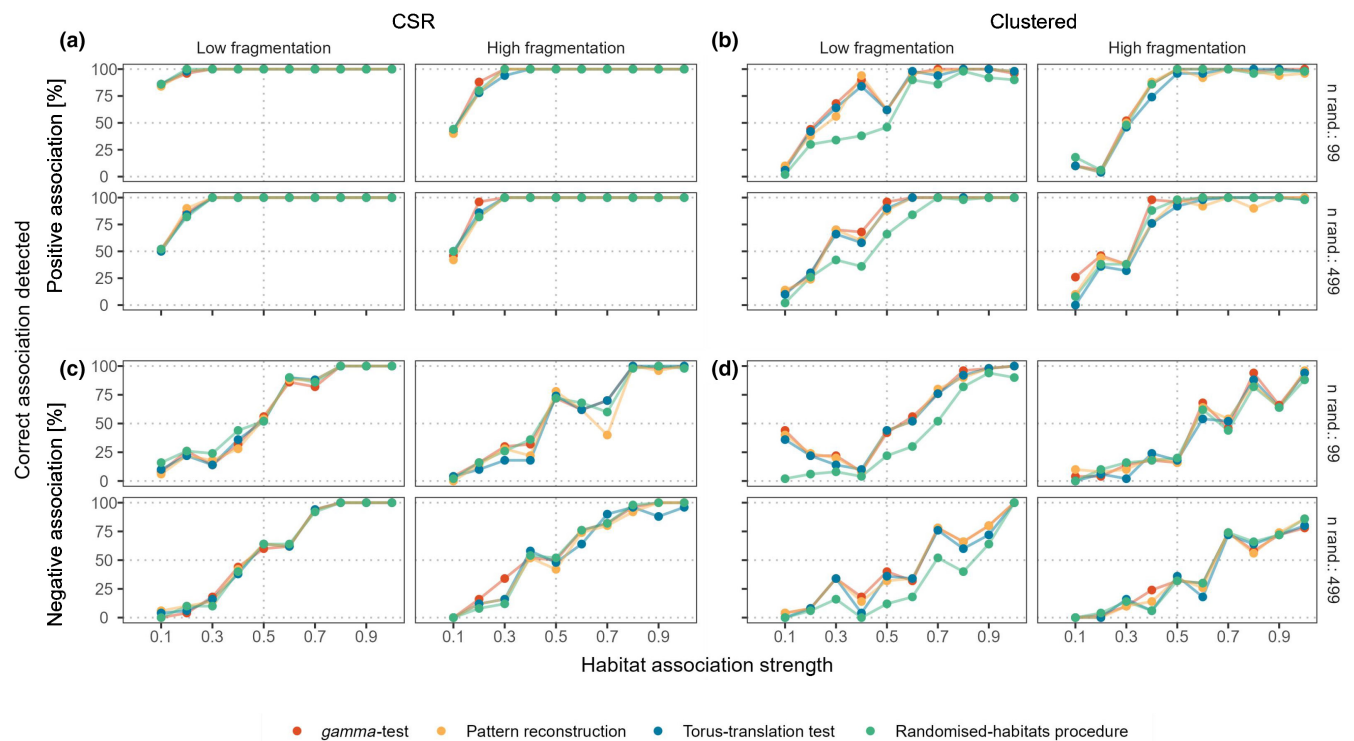 CSR
Clustered
(a)
(b)
Low fragmentation
High fragmentation
Low fragmentation
High fragmentation
Correct association detected
Positive association [%]
100
75
50
25
0
n rand.: 99
100
75
50
25
0
n rand.: 499
(c)
(d)
Negative association [%]
100
75
50
25
0
n rand.: 99
100
75
50
25
0
n rand.: 499
0.1 0.3 0.5 0.7 0.9
0.1 0.3 0.5 0.7 0.9
0.1 0.3 0.5 0.7 0.9
0.1 0.3 0.5 0.7 0.9
Habitat association strength
gamma-test
Pattern reconstruction
Torus-translation test
Randomised-habitats procedure